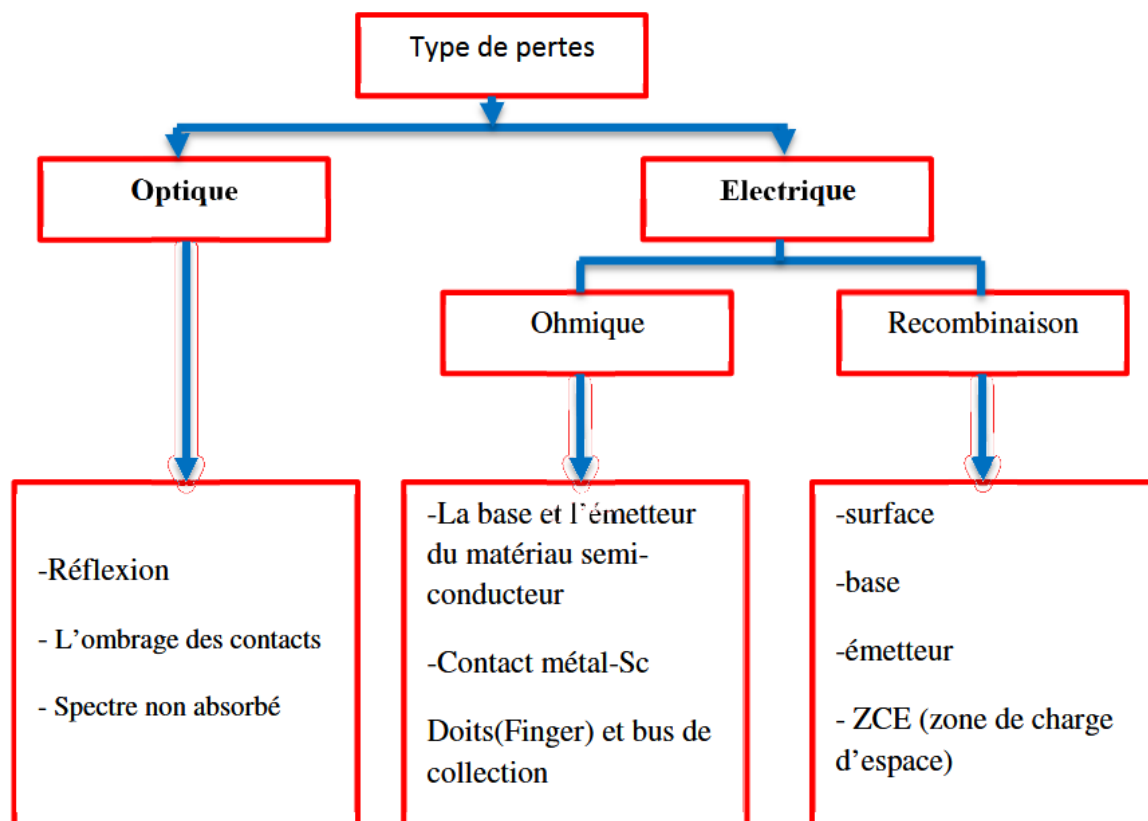 Type de pertes
Optique
Electrique
Ohmique
Recombinaison
-Réflexion
- L’ombrage des contacts
- Spectre non absorbé
-La base et l’émetteur
du matériau semi-
conducteur
-Contact métal-Sc
Doits(Finger) et bus de
collection
-surface
-base
-émetteur
- ZCE (zone de charge
d’espace)